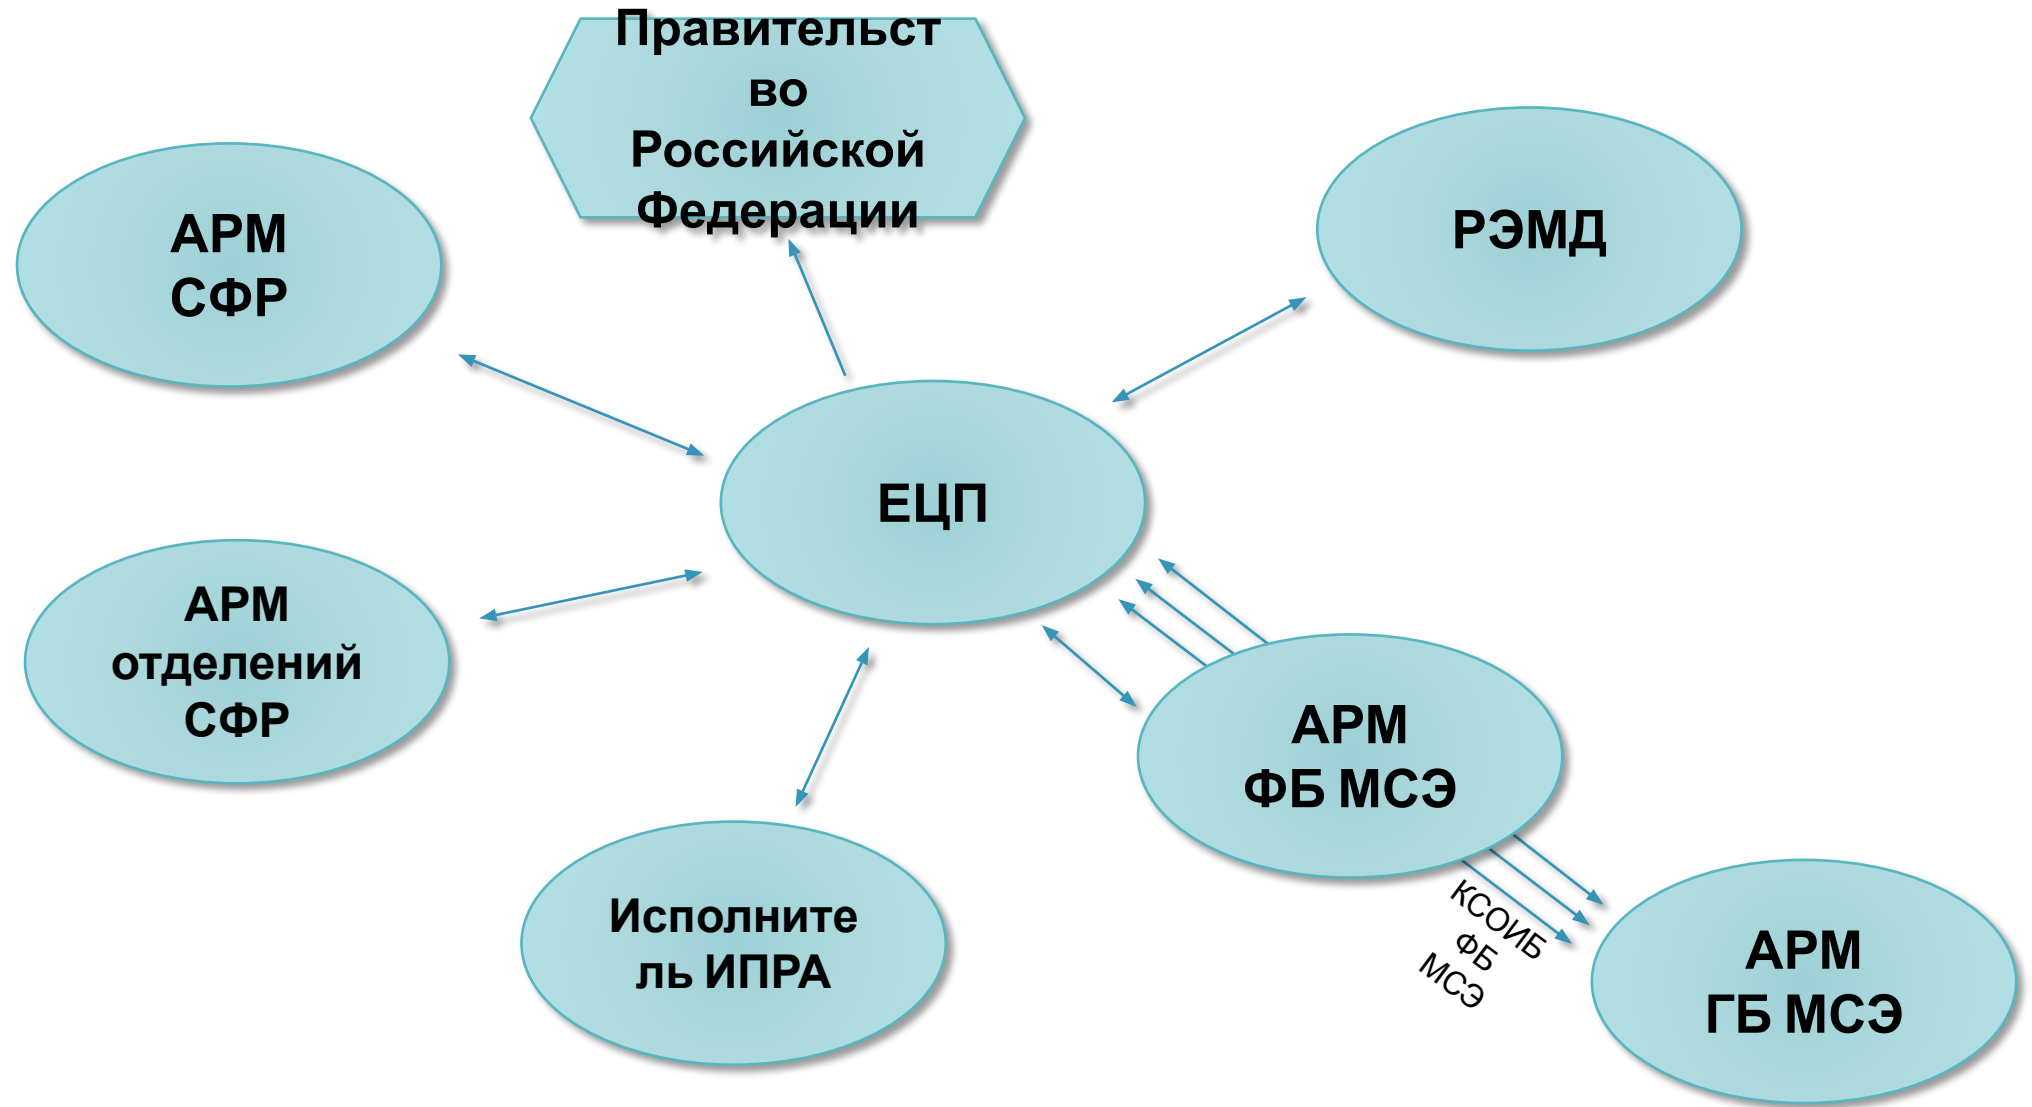 Правительст
во
Российской
Федерации
АРМ
СФР
РЭМД
ЕЦП
АРМ
отделений
СФР
АРМ
ФБ МСЭ
Исполните
ль ИПРА
КСОИБ
ФБ
МСЭ
АРМ
ГБ МСЭ